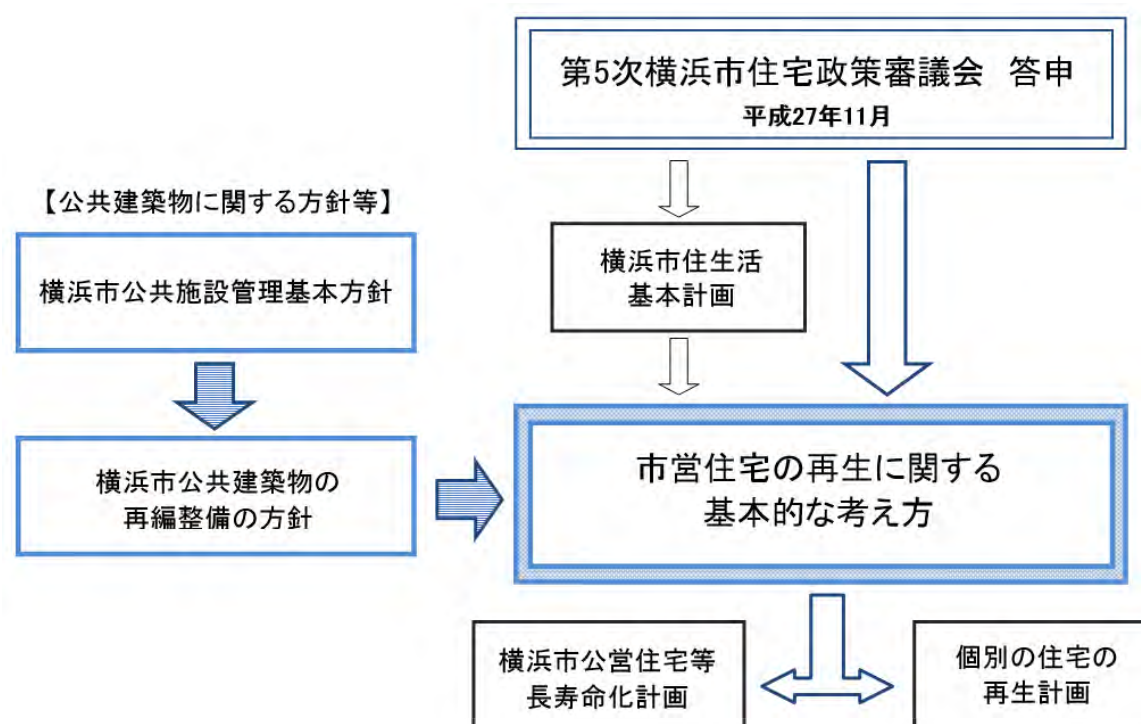 第5次横浜市住宅政策審議会　答申
平成27年11月
【公共建築物に関する方針等】
横浜市公共施設管理基本方針
横浜市住生活
基本計画
横浜市公共建築物の
再編整備の方針
市営住宅の再生に関する
基本的な考え方
横浜市公営住宅等
長寿命化計画
個別の住宅の
再生計画